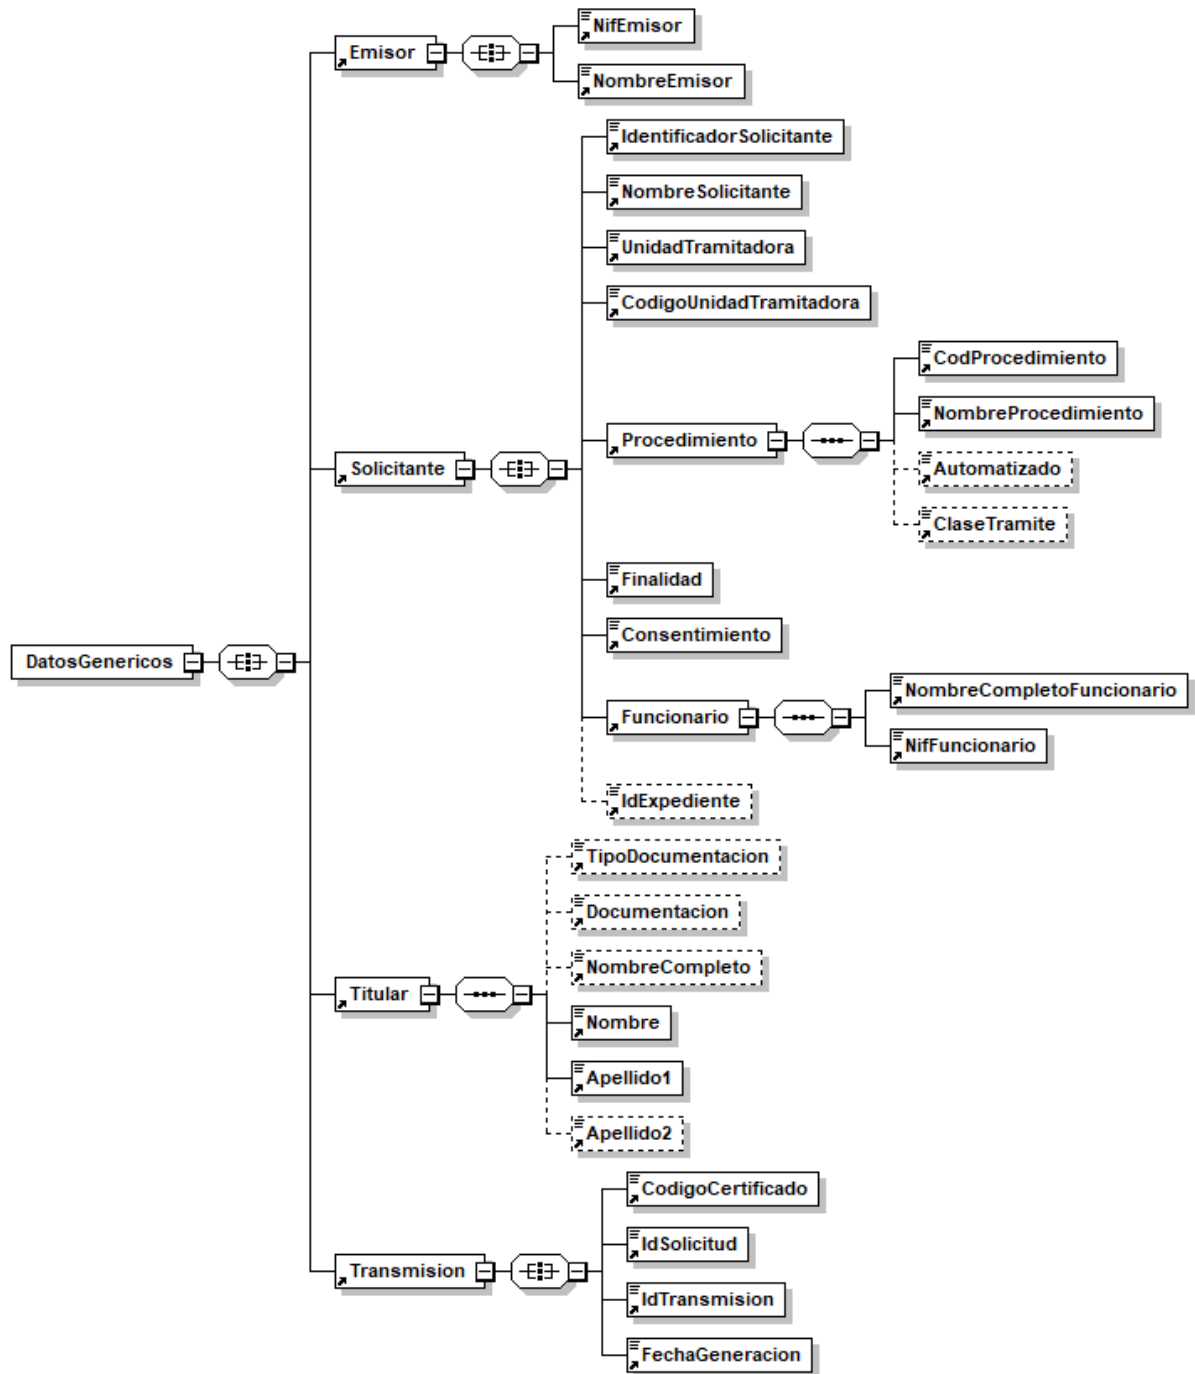 NifEmisor
Emisor
NombreEmisor
IdentificadorSolicitante
NombreSolicitante
UnidadTramitadora
CodigoUnidadTramitadora
CodProcedimiento
NombreProcedimiento
Procedimiento
Automatizado
Solicitante
ClaseTramite
Finalidad
Consentimiento
DatosGenericos
NombreCompletoFuncionario
Funcionario
NifFuncionario
IdExpediente
TipoDocumentacion
Documentacion
NombreCompleto
Titular
Nombre
Apellido1
Apellido2
CodigoCertificado
IdSolicitud
Transmision
IdTransmision
FechaGeneracion